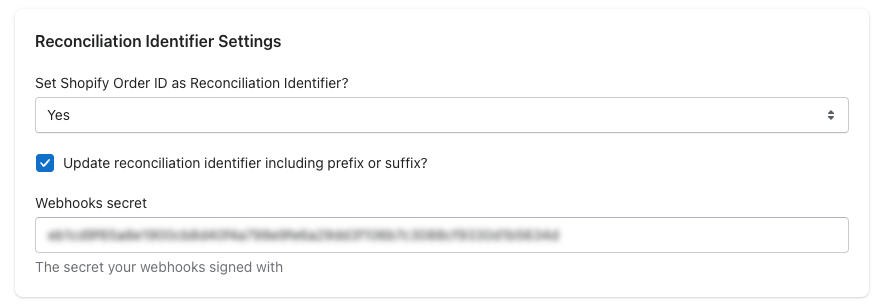 Reconciliation Identifier Settings
Set Shopify Order ID as Reconciliation Identifier?
Yes
Update reconciliation identifier including prefix or suffix?
Webhooks secret
The secret your webhooks signed with